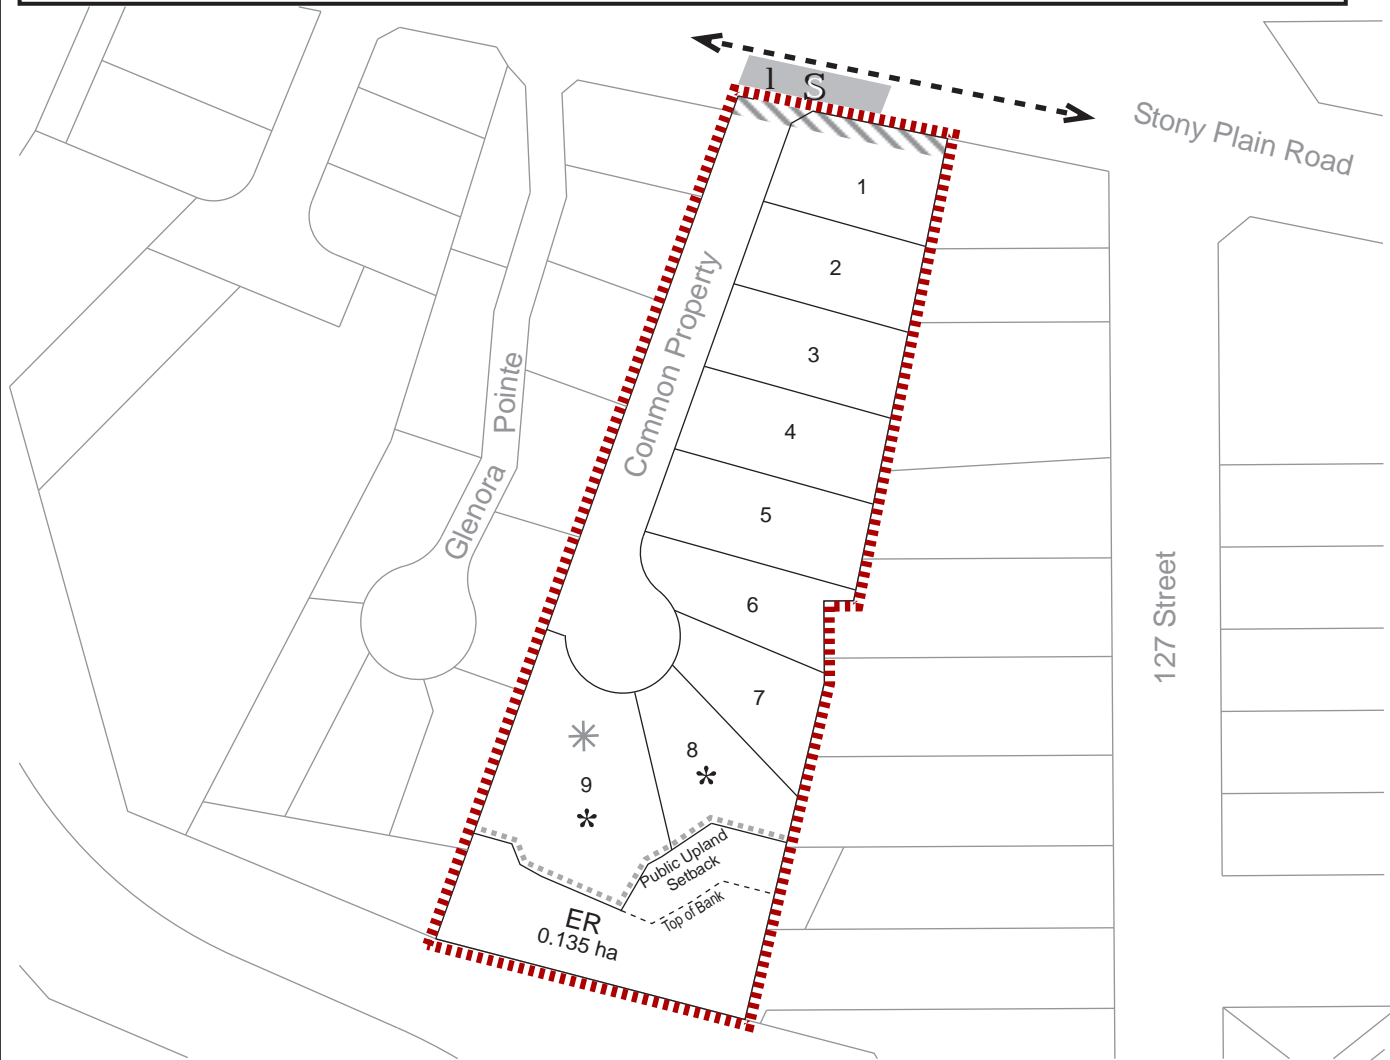 l S
Stony Plain Road
1
2
3
4
5
6
7
8
*
9
*
Common Property
Glenora Pointe
127 Street
Public Upland
Setback
Top of Bank
ER
0.135 ha